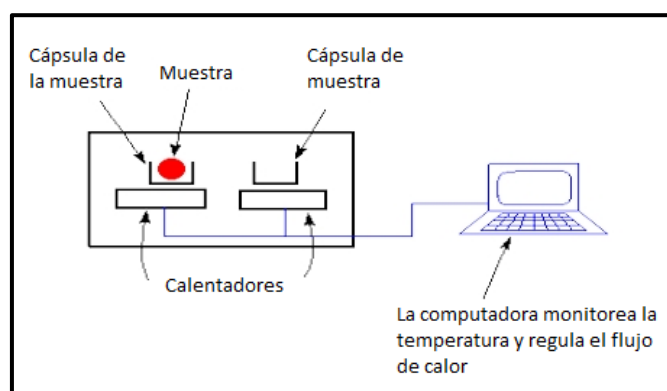 Cápsula de
la muestra
Muestra
Cápsula de
muestra
Calentadores
La computadora monitorea la
temperatura y regula el flujo
de calor